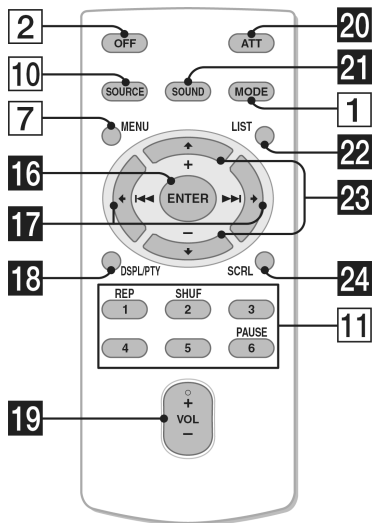 2 OFF ATT 20
10 SOURCE SOUND MODE 21
1
7 MENU LIST 22
+
16 ENTER 23
17
−
18 DSPL/PTY SCRL 24
REP SHUF
1 2 3 11
PAUSE
4 5 6
+
19 VOL
−